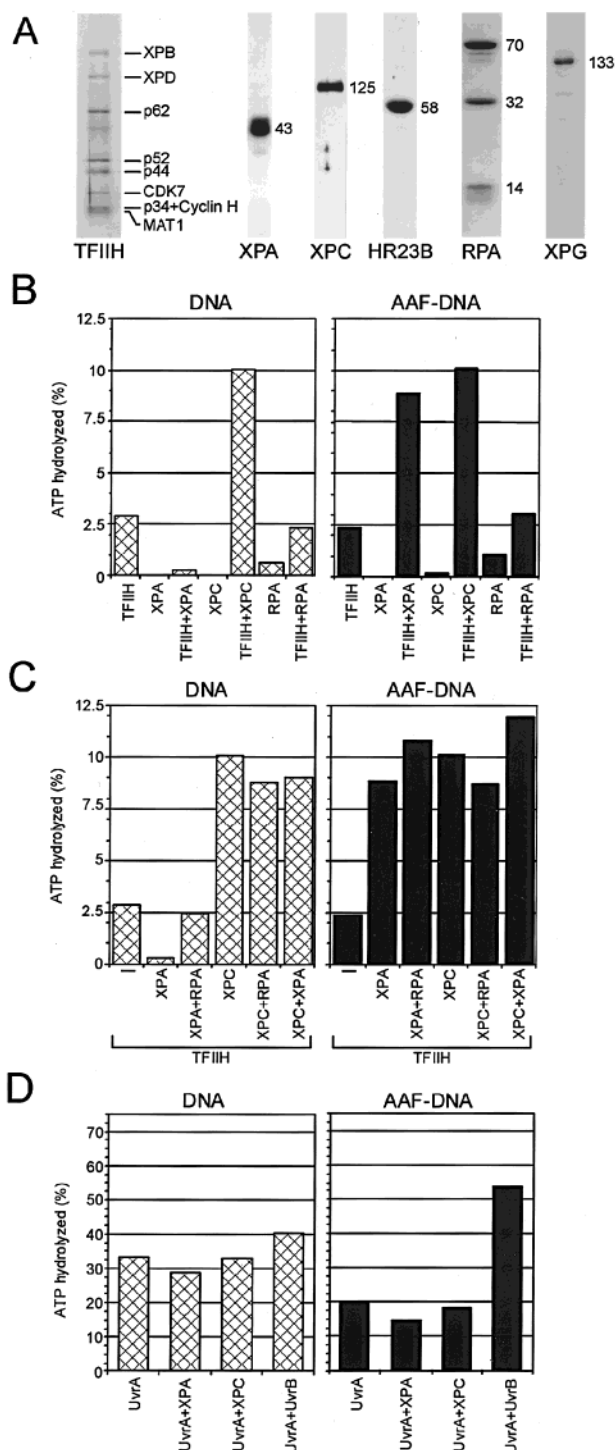 A
XPB
XPD
p62
p52
p44
CDK7
p34+Cyclin H
MAT1
43
125
58
70
32
14
133
TFIIH XPA XPC HR23B RPA XPG
B
DNA AAF-DNA
ATP hydrolyzed (%)
12.5
10
7.5
5
2.5
0
TFIIH
XPA
TFIIH+XPA
XPC
TFIIH+XPC
RPA
TFIIH+RPA
TFIIH
XPA
TFIIH+XPA
XPC
TFIIH+XPC
RPA
TFIIH+RPA
C
DNA AAF-DNA
ATP hydrolyzed (%)
12.5
10
7.5
5
2.5
0
–
XPA
XPA+RPA
XPC
XPC+RPA
XPC+XPA
TFIIH
–
XPA
XPA+RPA
XPC
XPC+RPA
XPC+XPA
TFIIH
D
DNA AAF-DNA
ATP hydrolyzed (%)
70
60
50
40
30
20
10
0
UvrA
UvrA+XPA
UvrA+XPC
UvrA+UvrB
UvrA
UvrA+XPA
UvrA+XPC
UvrA+UvrB